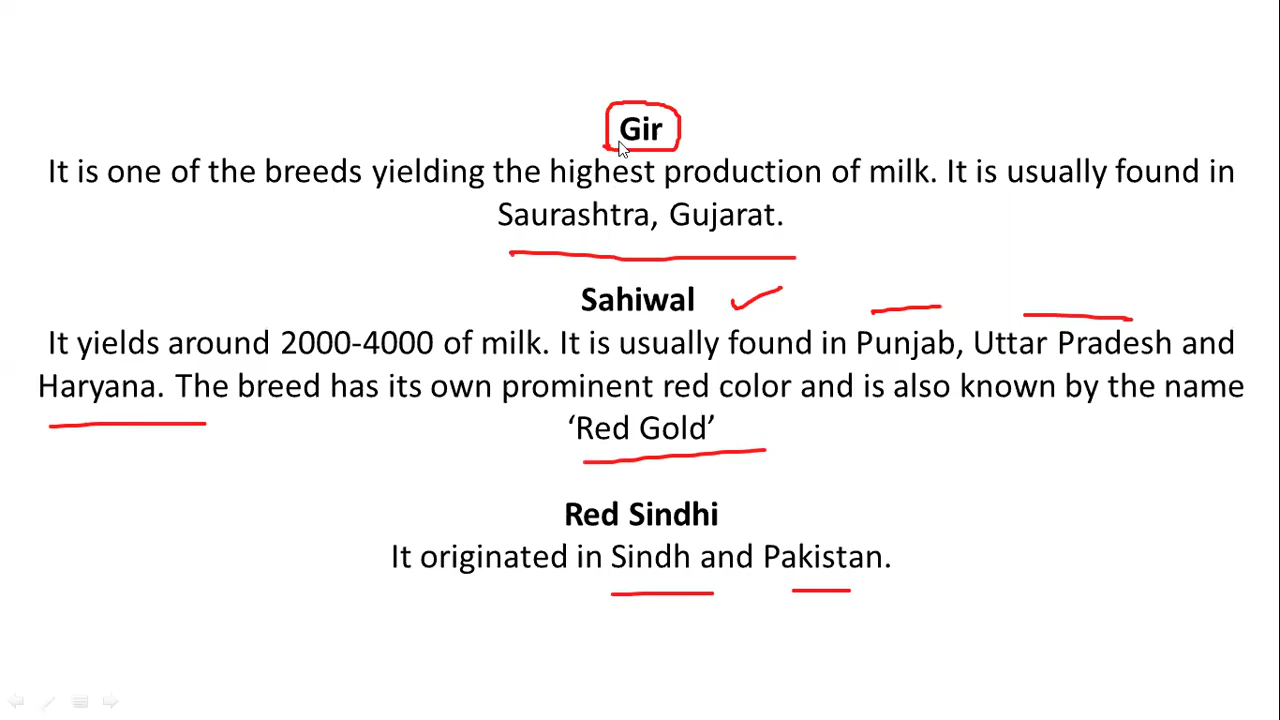 Gir
It is one of the breeds yielding the highest production of milk. It is usually found in
Saurashtra, Gujarat.
Sahiwal
It yields around 2000-4000 of milk. It is usually found in Punjab, Uttar Pradesh and
Haryana. The breed has its own prominent red color and is also known by the name
‘Red Gold’
Red Sindhi
It originated in Sindh and Pakistan.